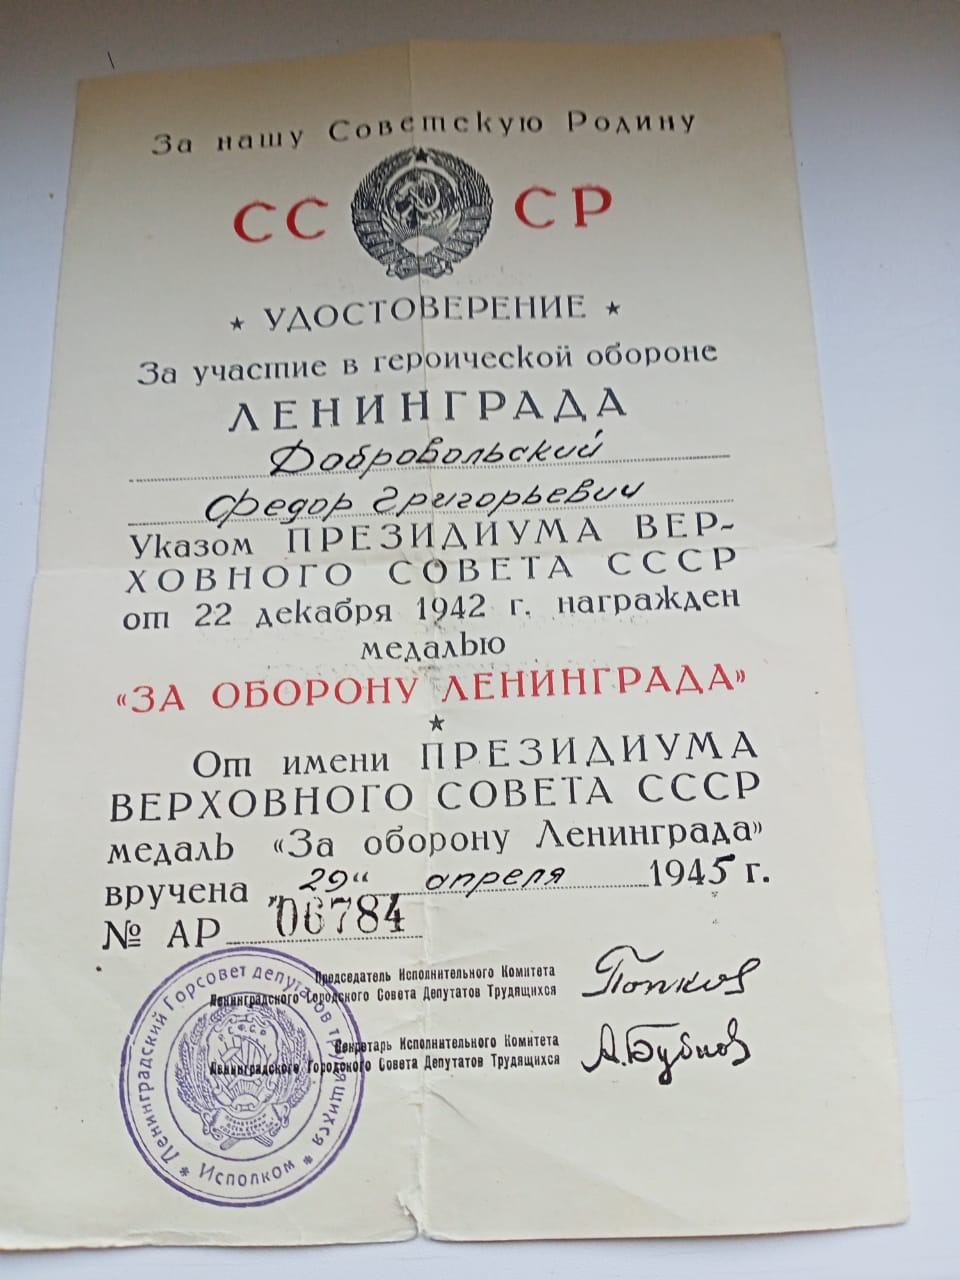 За нашу Советскую Родину
СССР
★ УДОСТОВЕРЕНИЕ ★
За участие в героической обороне
ЛЕНИНГРАДА
Добровольский
Федор Григорьевич
Указом ПРЕЗИДИУМА ВЕР-
ХОВНОГО СОВЕТА СССР
от 22 декабря 1942 г. награжден
медалью
«ЗА ОБОРОНУ ЛЕНИНГРАДА»
★
От имени ПРЕЗИДИУМА
ВЕРХОВНОГО СОВЕТА СССР
медаль «За оборону Ленинграда»
вручена „29“ апреля 1945 г.
№ АР 06784
Председатель Исполнительного Комитета
Ленинградского Городского Совета Депутатов Трудящихся
Попков
Секретарь Исполнительного Комитета
Ленинградского Городского Совета Депутатов Трудящихся
А.Бубнов
Ленинградский Горсовет депутатов трудящихся
* Исполком *
РСФСР